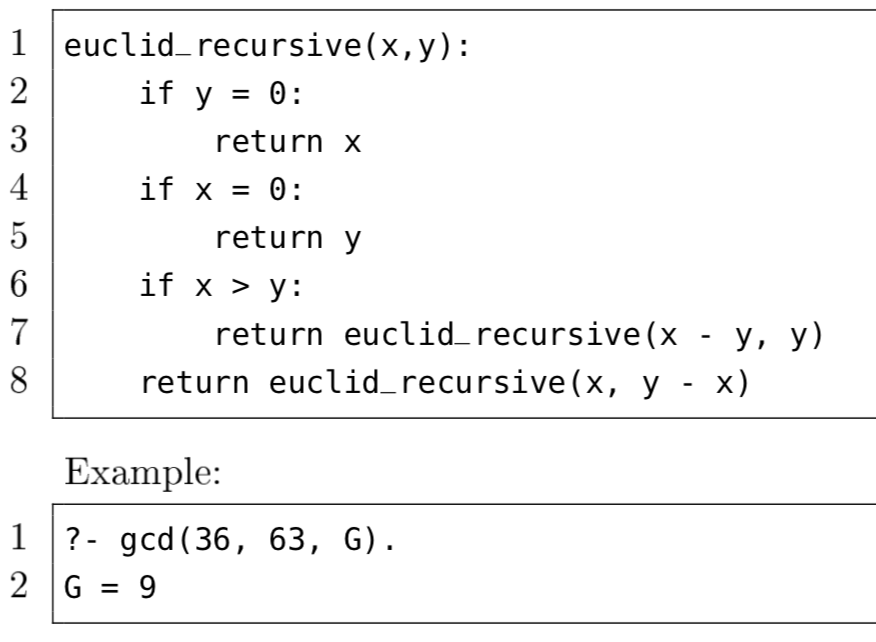 1 euclid_recursive(x,y):
2     if y = 0:
3         return x
4     if x = 0:
5         return y
6     if x > y:
7         return euclid_recursive(x - y, y)
8     return euclid_recursive(x, y - x)
Example:
1 ?- gcd(36, 63, G).
2 G = 9